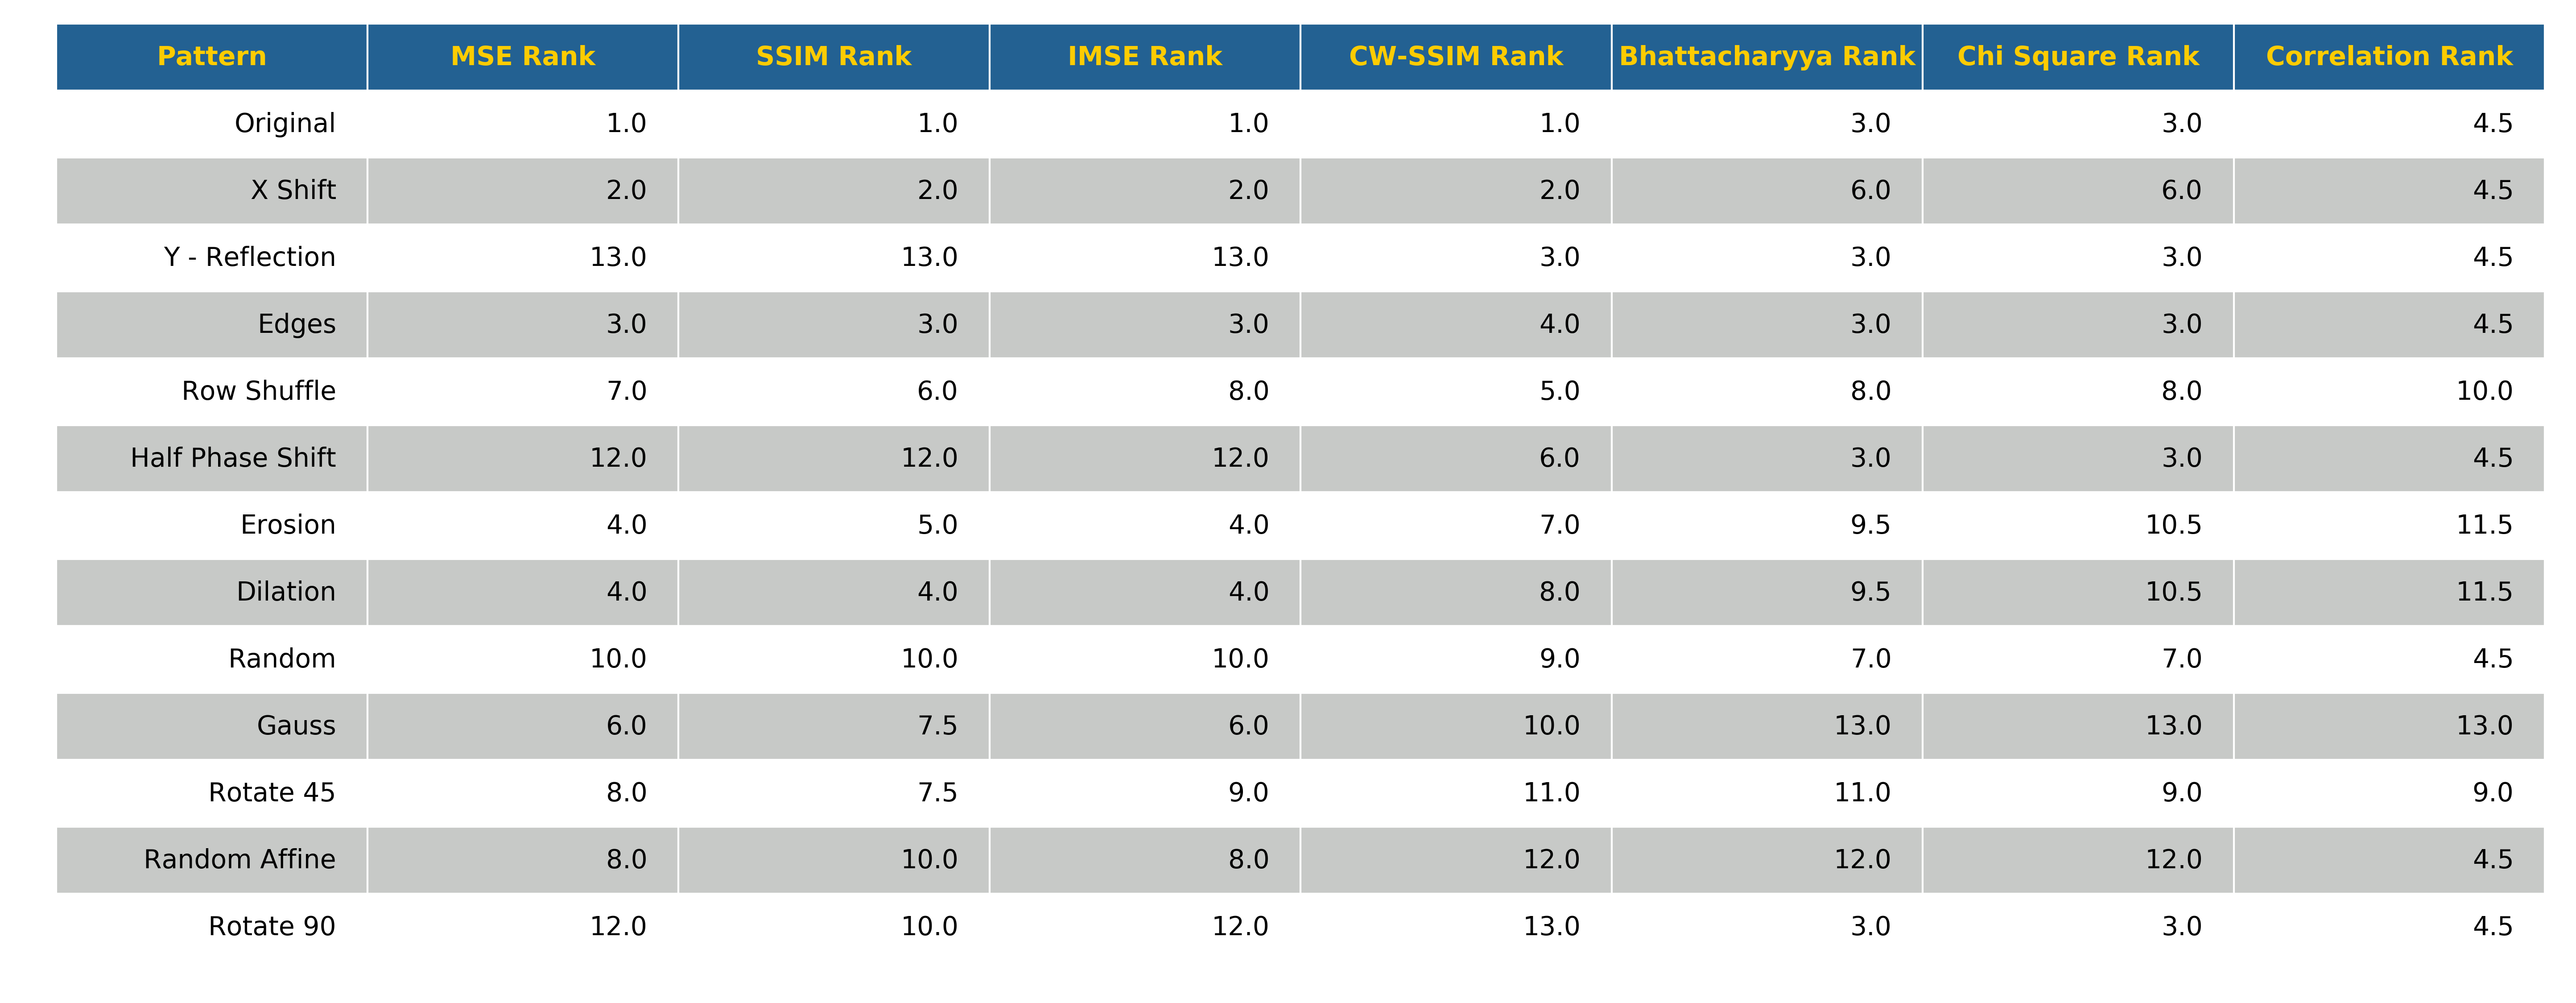 Pattern MSE Rank SSIM Rank IMSE Rank CW-SSIM Rank Bhattacharyya Rank Chi Square Rank Correlation Rank
Original 1.0 1.0 1.0 1.0 3.0 3.0 4.5
X Shift 2.0 2.0 2.0 2.0 6.0 6.0 4.5
Y - Reflection 13.0 13.0 13.0 3.0 3.0 3.0 4.5
Edges 3.0 3.0 3.0 4.0 3.0 3.0 4.5
Row Shuffle 7.0 6.0 8.0 5.0 8.0 8.0 10.0
Half Phase Shift 12.0 12.0 12.0 6.0 3.0 3.0 4.5
Erosion 4.0 5.0 4.0 7.0 9.5 10.5 11.5
Dilation 4.0 4.0 4.0 8.0 9.5 10.5 11.5
Random 10.0 10.0 10.0 9.0 7.0 7.0 4.5
Gauss 6.0 7.5 6.0 10.0 13.0 13.0 13.0
Rotate 45 8.0 7.5 9.0 11.0 11.0 9.0 9.0
Random Affine 8.0 10.0 8.0 12.0 12.0 12.0 4.5
Rotate 90 12.0 10.0 12.0 13.0 3.0 3.0 4.5